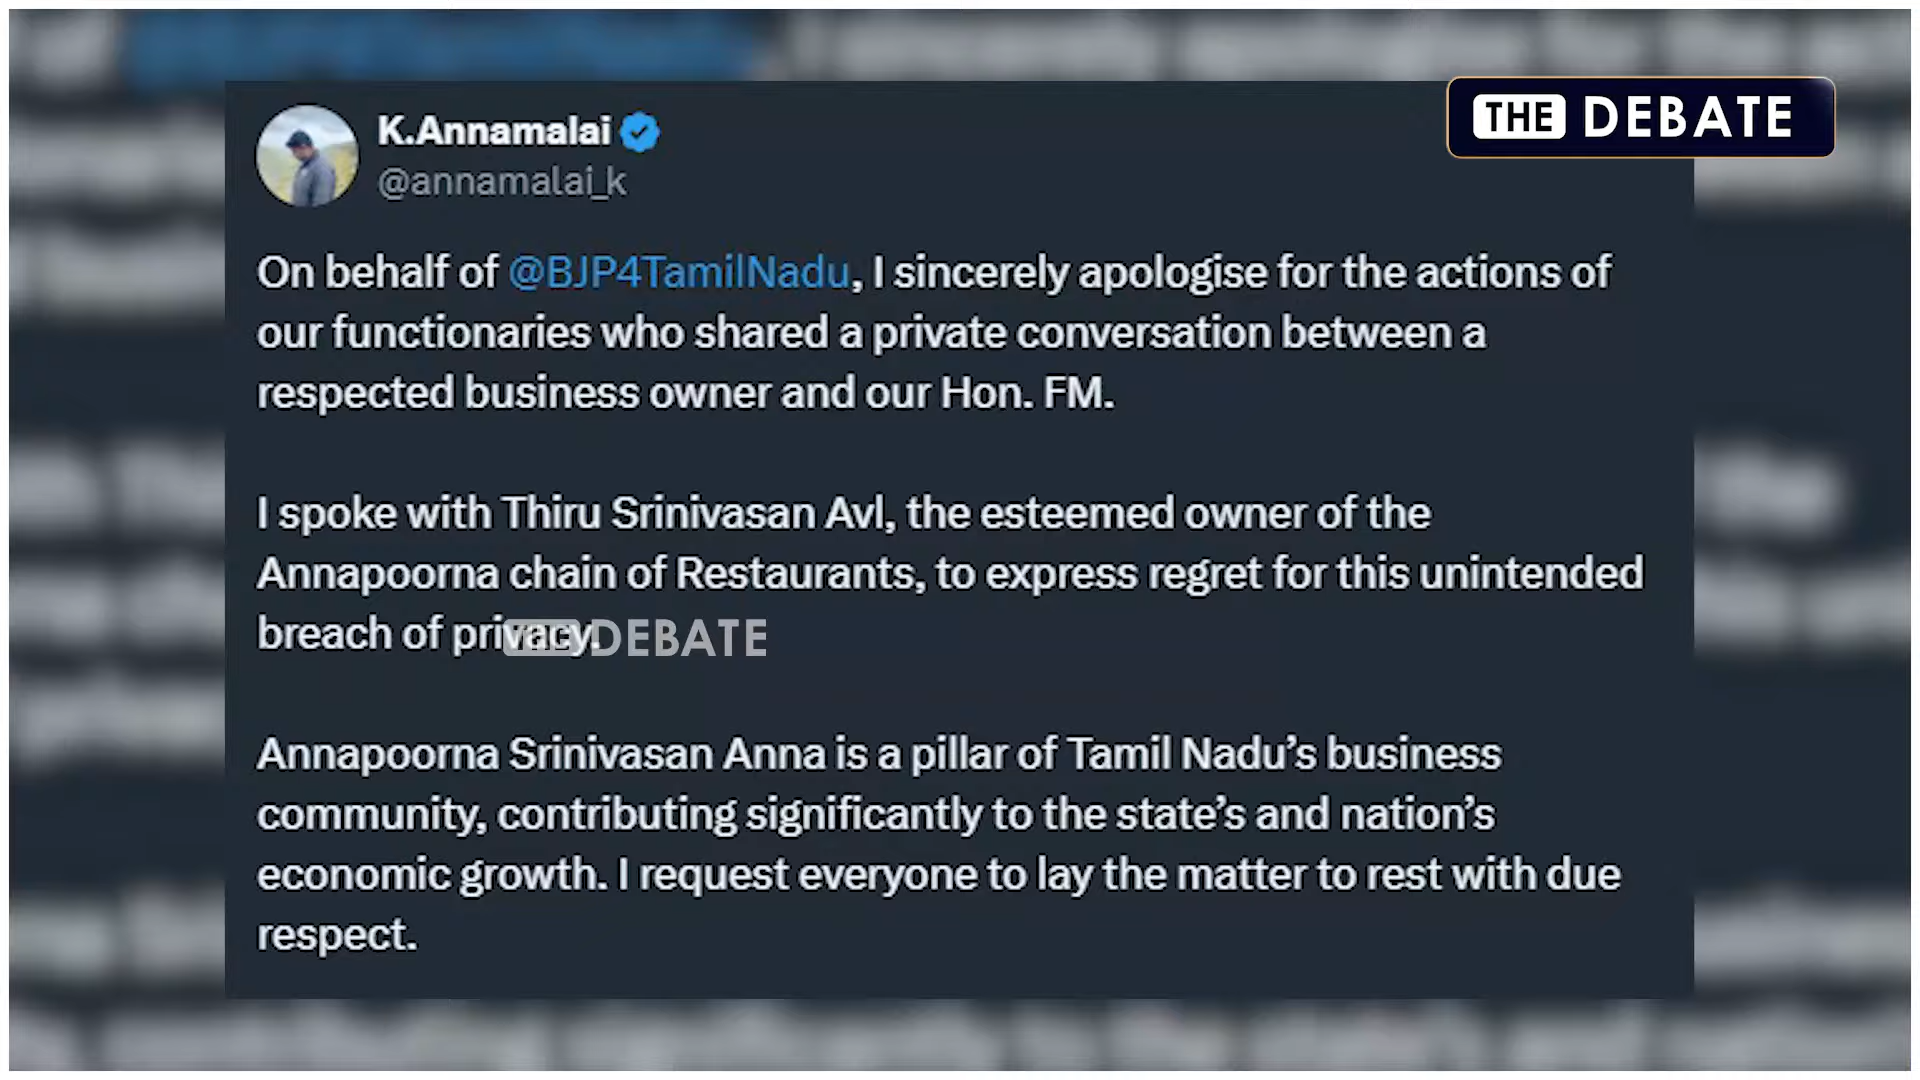 THE DEBATE
K.Annamalai
@annamalai_k
On behalf of @BJP4TamilNadu, I sincerely apologise for the actions of
our functionaries who shared a private conversation between a
respected business owner and our Hon. FM.
I spoke with Thiru Srinivasan Avl, the esteemed owner of the
Annapoorna chain of Restaurants, to express regret for this unintended
breach of privacy.
THE DEBATE
Annapoorna Srinivasan Anna is a pillar of Tamil Nadu’s business
community, contributing significantly to the state’s and nation’s
economic growth. I request everyone to lay the matter to rest with due
respect.